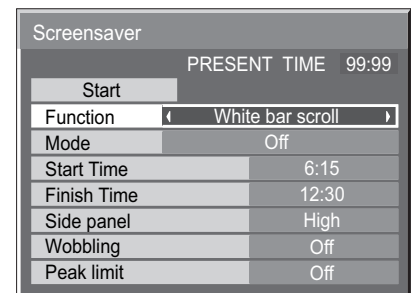 Screensaver
PRESENT TIME 99:99
Start
Function White bar scroll
Mode Off
Start Time 6:15
Finish Time 12:30
Side panel High
Wobbling Off
Peak limit Off